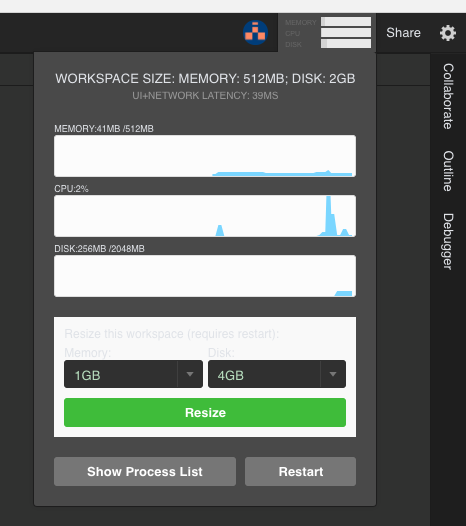 MEMORY
CPU
DISK
Share
WORKSPACE SIZE: MEMORY: 512MB; DISK: 2GB
UI+NETWORK LATENCY: 39MS
MEMORY:41MB /512MB
CPU:2%
DISK:256MB /2048MB
Resize this workspace (requires restart):
Memory: Disk:
1GB 4GB
Resize
Show Process List Restart
Collaborate
Outline
Debugger